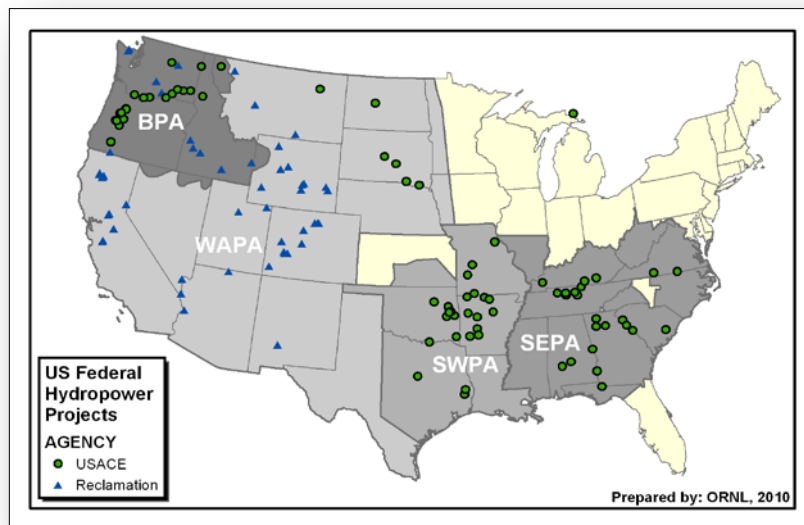 BPA
WAPA
SWPA
SEPA
US Federal
Hydropower
Projects
AGENCY
USACE
Reclamation
Prepared by: ORNL, 2010